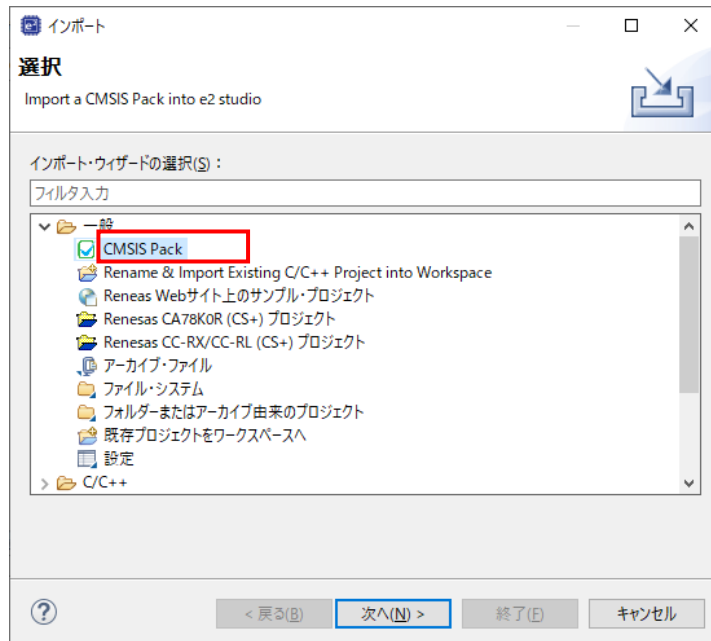 インポート
選択
Import a CMSIS Pack into e2 studio
インポート・ウィザードの選択(S)：
フィルタ入力
一般
CMSIS Pack
Rename & Import Existing C/C++ Project into Workspace
Reneas Webサイト上のサンプル・プロジェクト
Renesas CA78K0R (CS+) プロジェクト
Renesas CC-RX/CC-RL (CS+) プロジェクト
アーカイブ・ファイル
ファイル・システム
フォルダーまたはアーカイブ由来のプロジェクト
既存プロジェクトをワークスペースへ
設定
C/C++
< 戻る(B) 次へ(N) > 終了(F) キャンセル